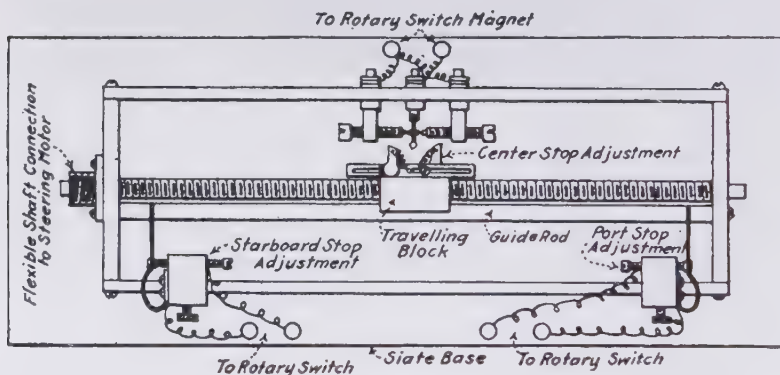 To Rotary Switch Magnet
Flexible Shaft Connection
to Steering Motor
Center Stop Adjustment
Travelling
Block
Guide Rod
Starboard Stop
Adjustment
Port Stop
Adjustment
To Rotary Switch
Slate Base
To Rotary Switch